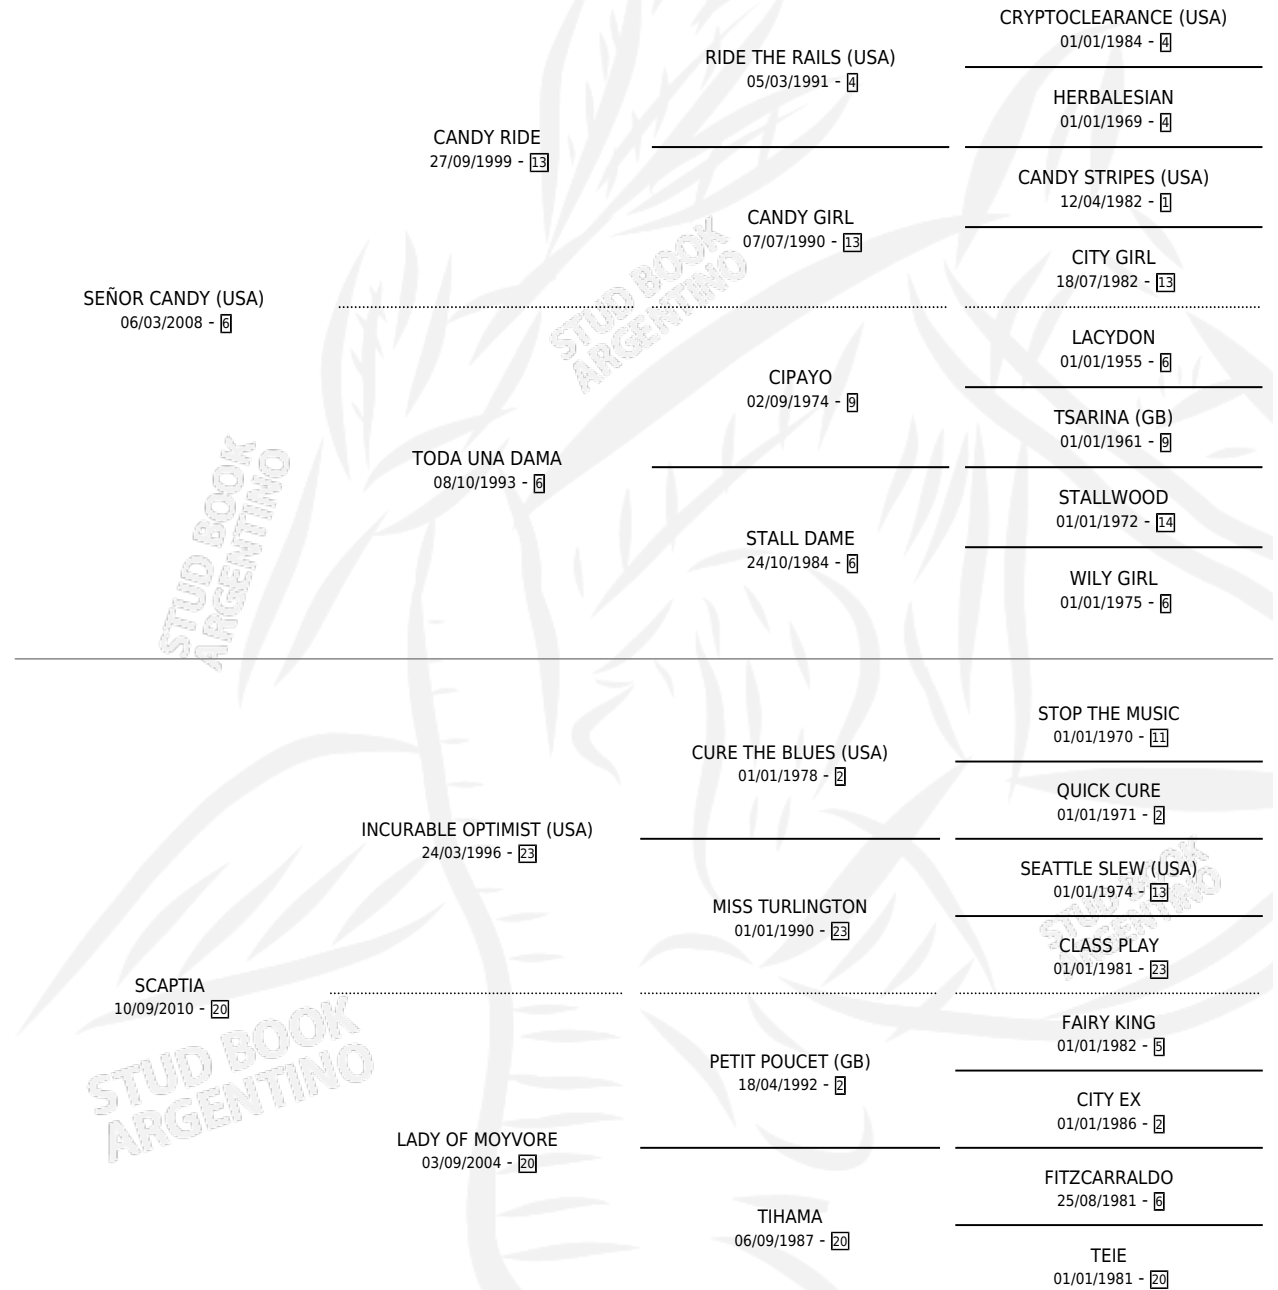 CRYPTOCLEARANCE (USA)
01/01/1984 - 4
RIDE THE RAILS (USA)
05/03/1991 - 4
HERBALESIAN
01/01/1969 - 4
CANDY RIDE
27/09/1999 - 13
CANDY STRIPES (USA)
12/04/1982 - 1
CANDY GIRL
07/07/1990 - 13
CITY GIRL
18/07/1982 - 13
SEÑOR CANDY (USA)
06/03/2008 - 6
LACYDON
01/01/1955 - 6
CIPAYO
02/09/1974 - 9
TSARINA (GB)
01/01/1961 - 9
TODA UNA DAMA
08/10/1993 - 6
STALLWOOD
01/01/1972 - 14
STALL DAME
24/10/1984 - 6
WILY GIRL
01/01/1975 - 6
STOP THE MUSIC
01/01/1970 - 11
CURE THE BLUES (USA)
01/01/1978 - 2
QUICK CURE
01/01/1971 - 2
INCURABLE OPTIMIST (USA)
24/03/1996 - 23
SEATTLE SLEW (USA)
01/01/1974 - 13
MISS TURLINGTON
01/01/1990 - 23
CLASS PLAY
01/01/1981 - 23
SCAPTIA
10/09/2010 - 20
FAIRY KING
01/01/1982 - 5
PETIT POUCET (GB)
18/04/1992 - 2
CITY EX
01/01/1986 - 2
LADY OF MOYVORE
03/09/2004 - 20
FITZCARRALDO
25/08/1981 - 6
TIHAMA
06/09/1987 - 20
TEIE
01/01/1981 - 20
STUD BOOK
ARGENTINO
STUD BOOK
ARGENTINO
STUD BOOK
ARGENTINO
STUD BOOK
ARGENTINO